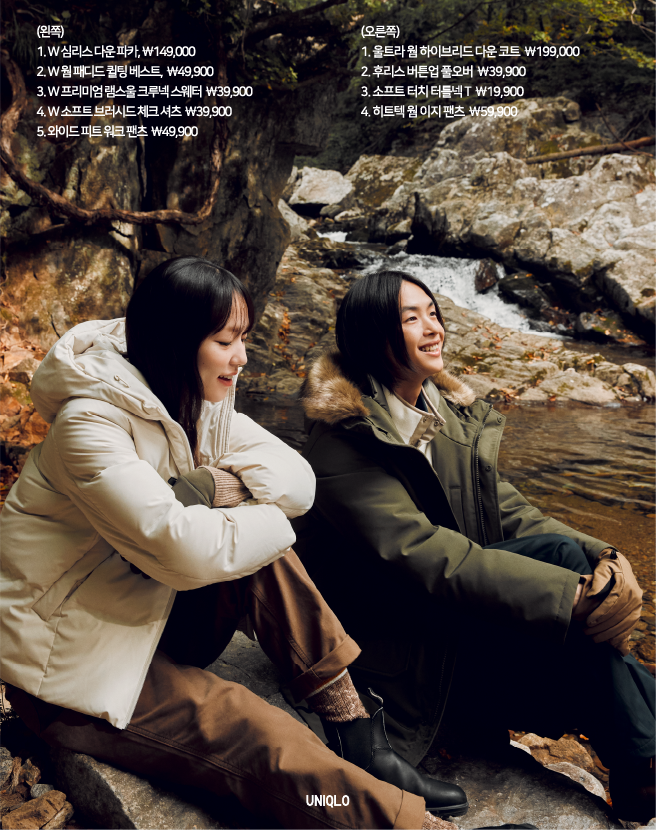 (왼쪽)
1. W 심리스 다운 파카, ₩149,000
2. W 웜 패디드 퀼팅 베스트, ₩49,900
3. W 프리미엄 램스울 크루넥 스웨터 ₩39,900
4. W 소프트 브러시드 체크 셔츠 ₩39,900
5. 와이드 피트 워크 팬츠 ₩49,900
(오른쪽)
1. 울트라 웜 하이브리드 다운 코트 ₩199,000
2. 후리스 버튼업 풀오버 ₩39,900
3. 소프트 터치 터틀넥 T ₩19,900
4. 히트텍 웜 이지 팬츠 ₩59,900
UNIQLO